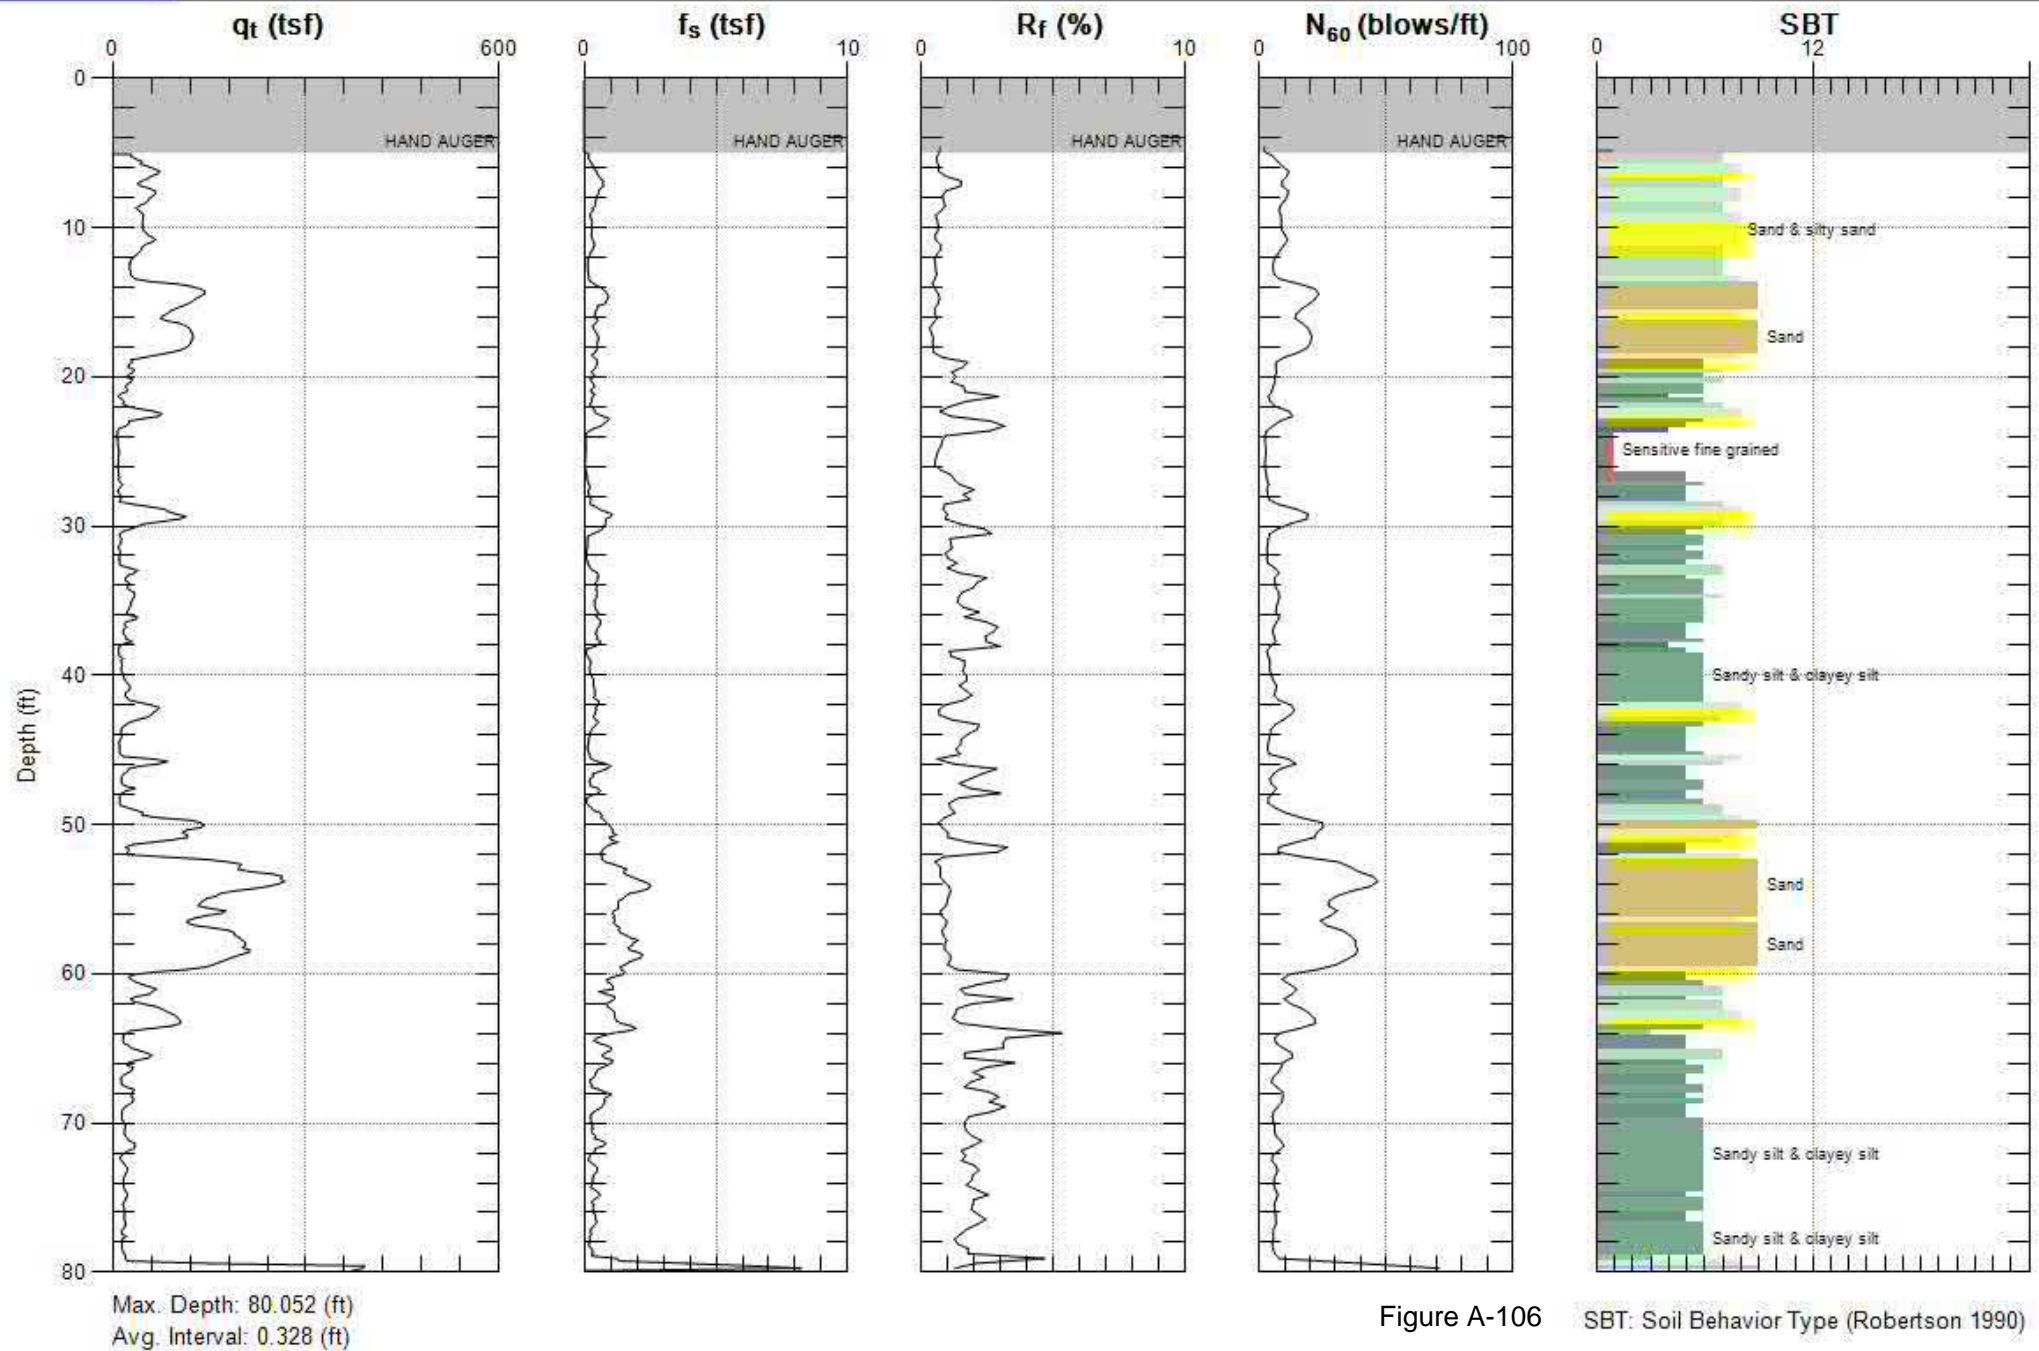 qt (tsf) fs (tsf) Rf (%) N60 (blows/ft) SBT
0 600 0 10 0 10 0 100 0 12
0
HAND AUGER HAND AUGER HAND AUGER HAND AUGER
10
Sand & silty sand
Sand
20
Sensitive fine grained
30
40
Sandy silt & clayey silt
Depth (ft)
50
Sand
Sand
60
70
Sandy silt & clayey silt
Sandy silt & clayey silt
80
Max. Depth: 80.052 (ft)
Avg. Interval: 0.328 (ft)
Figure A-106
SBT: Soil Behavior Type (Robertson 1990)